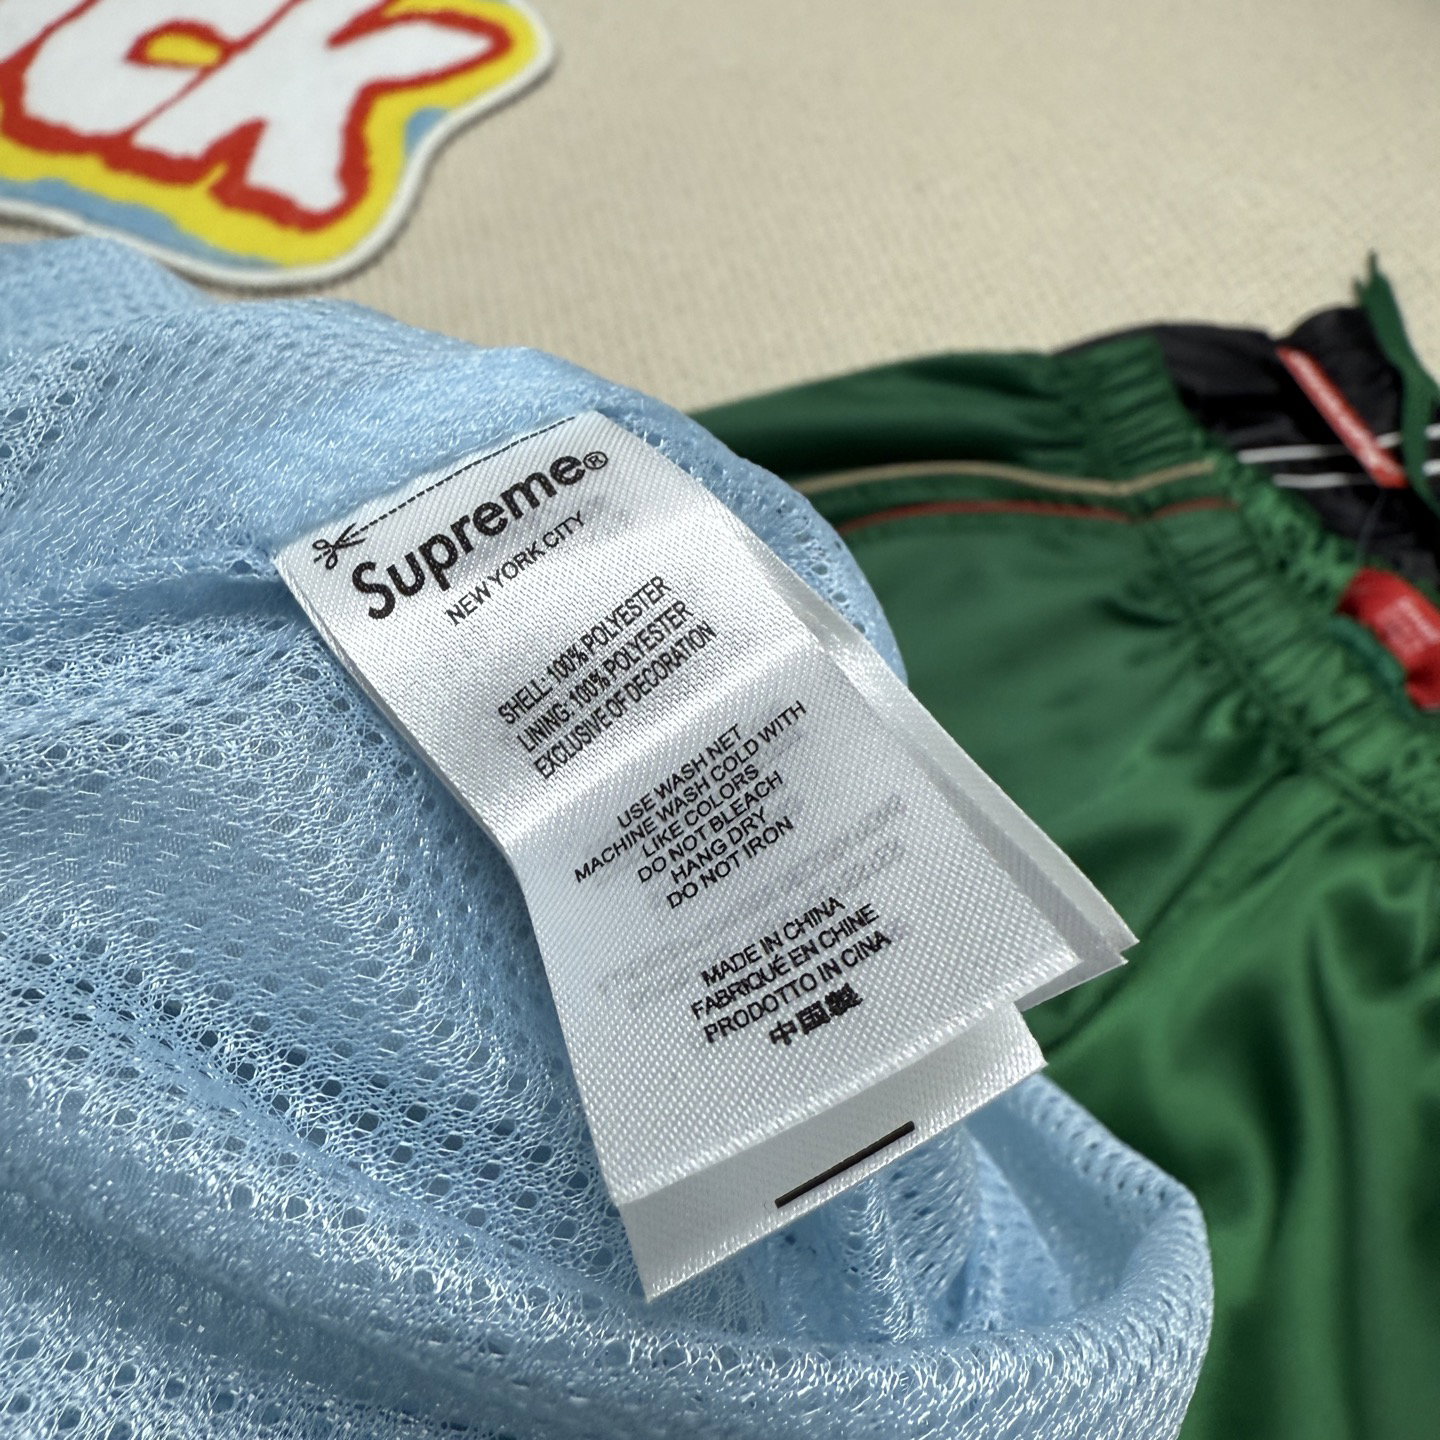 CK
Supreme®
NEW YORK CITY
SHELL: 100% POLYESTER
LINING: 100% POLYESTER
EXCLUSIVE OF DECORATION
USE WASH NET
MACHINE WASH COLD WITH
LIKE COLORS
DO NOT BLEACH
HANG DRY
DO NOT IRON
MADE IN CHINA
FABRIQUÉ EN CHINE
PRODOTTO IN CINA
中国製